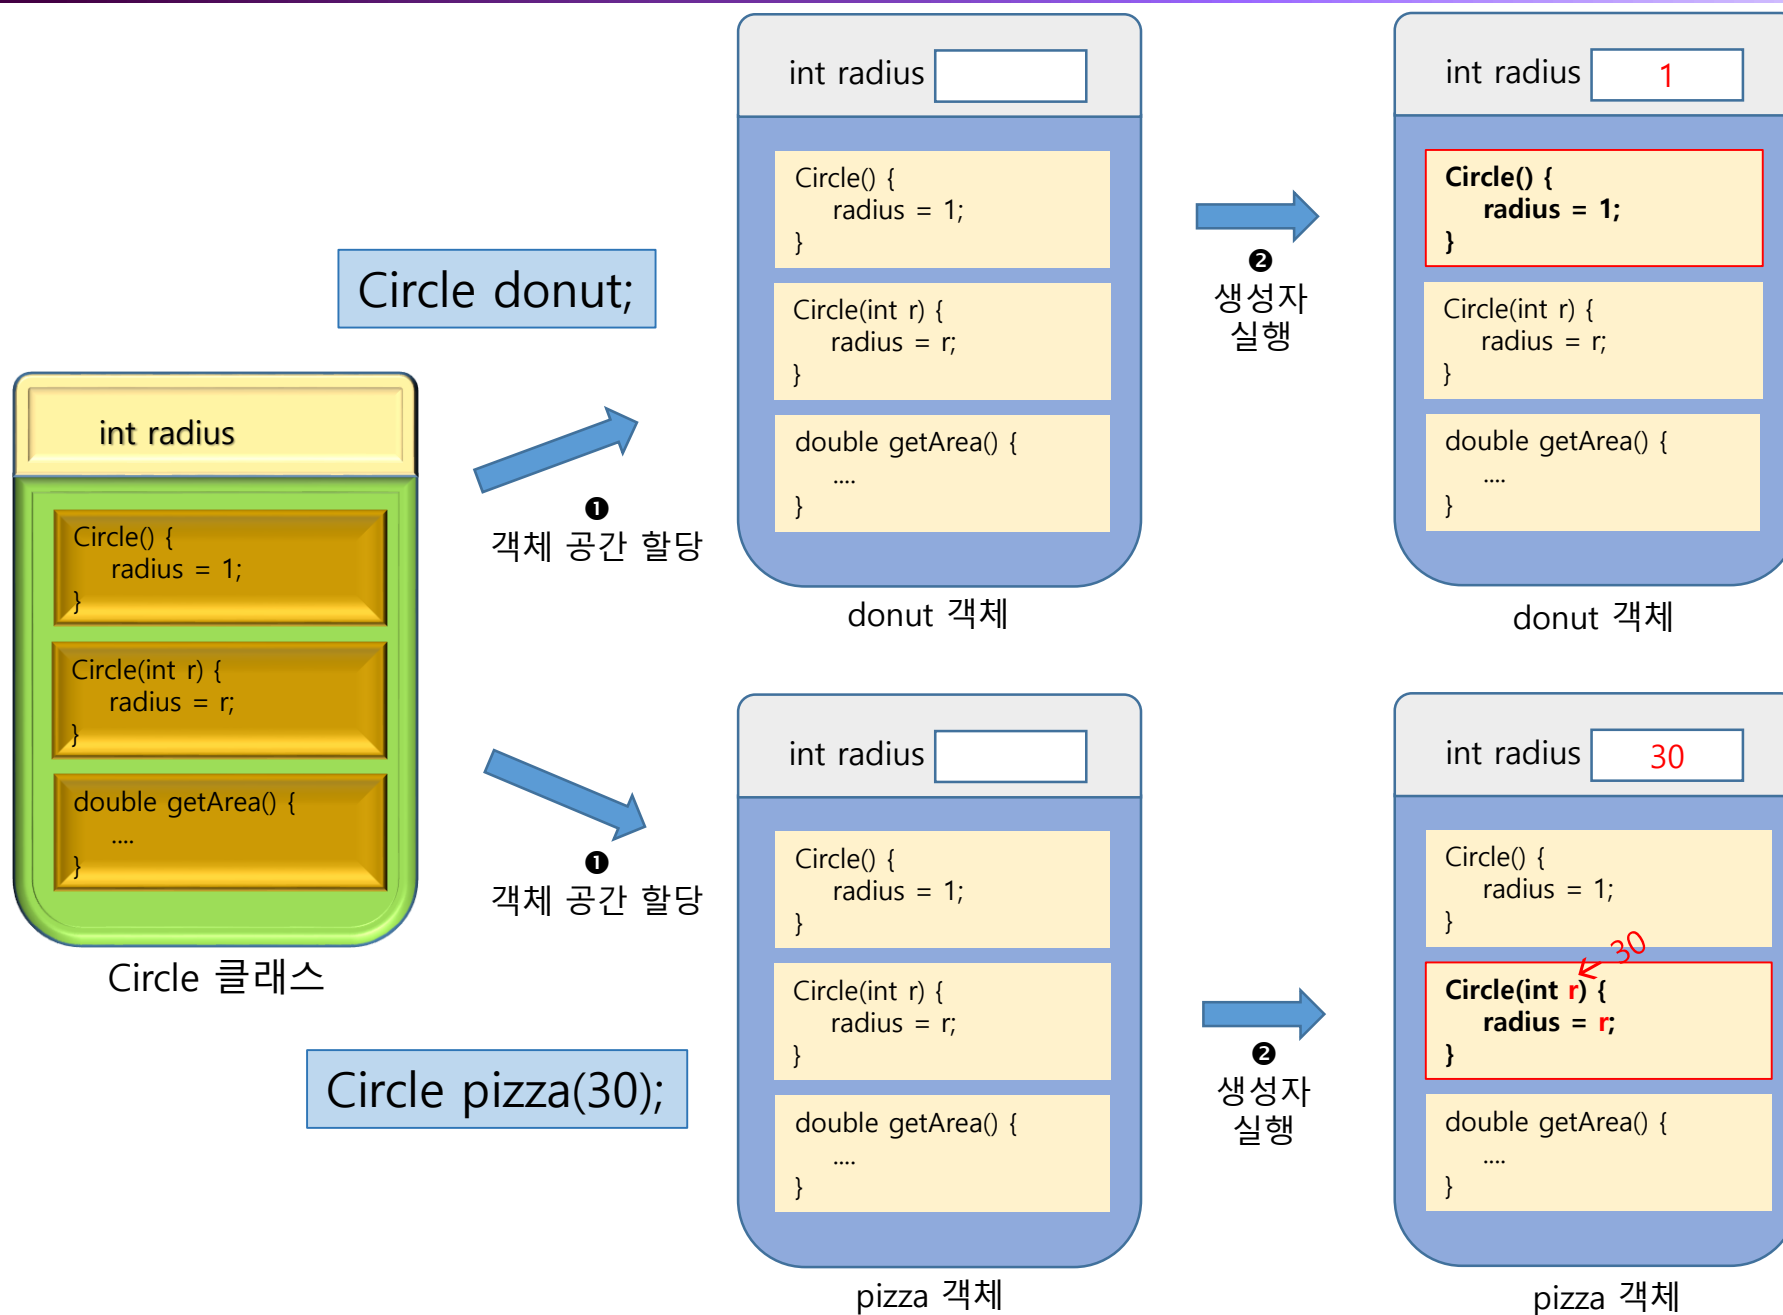 int radius
Circle() {
radius = 1;
}
Circle(int r) {
radius = r;
}
double getArea() {
....
}
Circle 클래스
Circle donut;
❶
객체 공간 할당
int radius
Circle() {
radius = 1;
}
Circle(int r) {
radius = r;
}
double getArea() {
....
}
donut 객체
❷
생성자
실행
int radius 1
Circle() {
radius = 1;
}
Circle(int r) {
radius = r;
}
double getArea() {
....
}
donut 객체
Circle pizza(30);
❶
객체 공간 할당
int radius
Circle() {
radius = 1;
}
Circle(int r) {
radius = r;
}
double getArea() {
....
}
pizza 객체
❷
생성자
실행
int radius 30
Circle() {
radius = 1;
}
30
Circle(int r) {
radius = r;
}
double getArea() {
....
}
pizza 객체